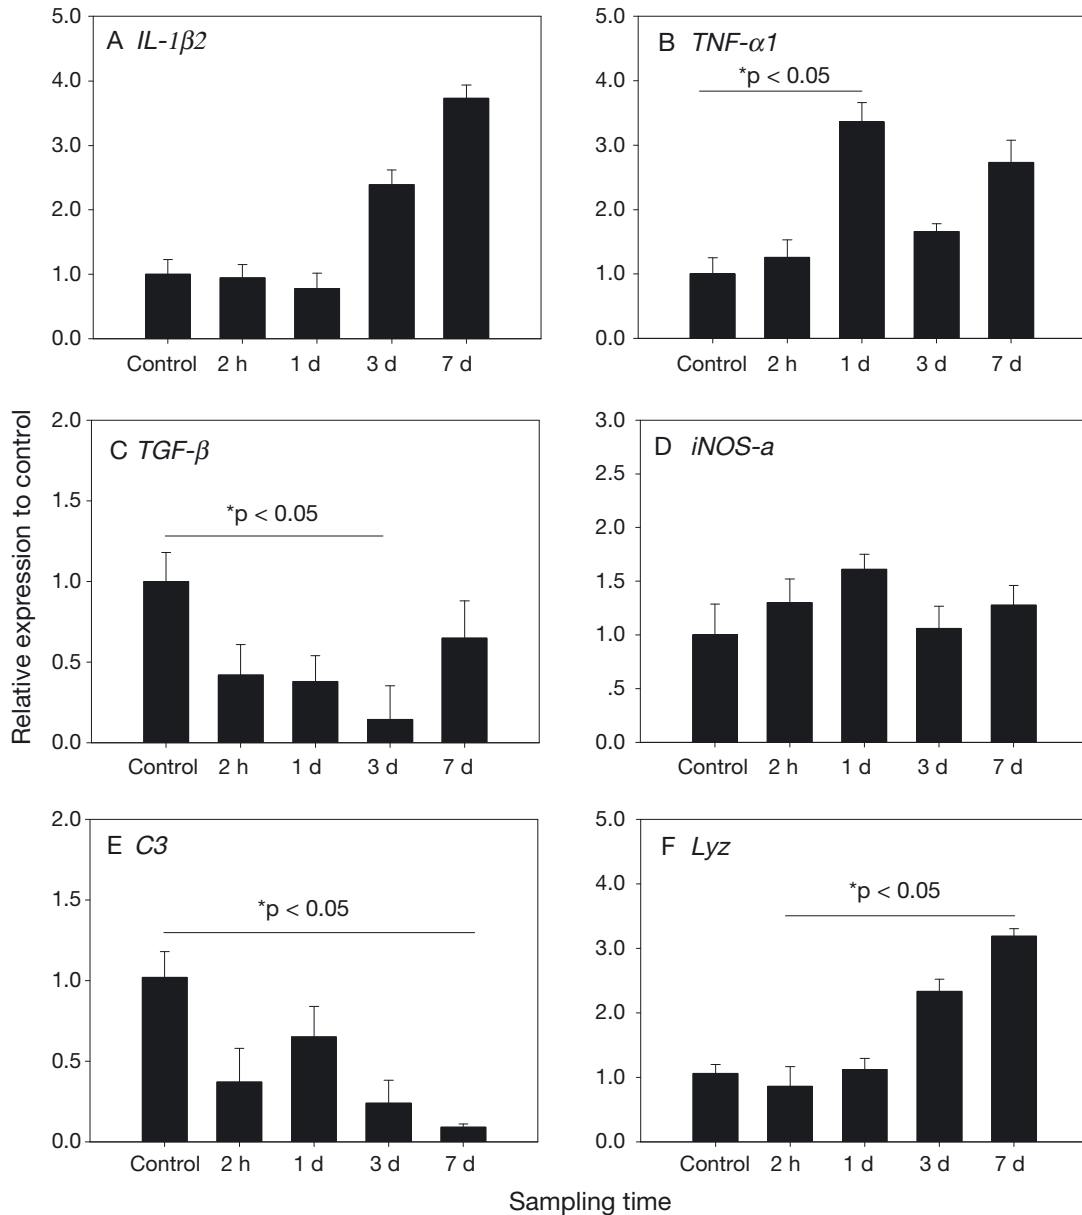 A IL-1β2
5.0
4.0
3.0
2.0
1.0
0.0
Control 2 h 1 d 3 d 7 d
B TNF-α1
*p < 0.05
5.0
4.0
3.0
2.0
1.0
0.0
Control 2 h 1 d 3 d 7 d
Relative expression to control
C TGF-β
*p < 0.05
2.0
1.5
1.0
0.5
0.0
Control 2 h 1 d 3 d 7 d
D iNOS-a
3.0
2.5
2.0
1.5
1.0
.5
0.0
Control 2 h 1 d 3 d 7 d
E C3
*p < 0.05
2.0
1.5
1.0
0.5
0.0
Control 2 h 1 d 3 d 7 d
F Lyz
*p < 0.05
5.0
4.0
3.0
2.0
1.0
0.0
Control 2 h 1 d 3 d 7 d
Sampling time